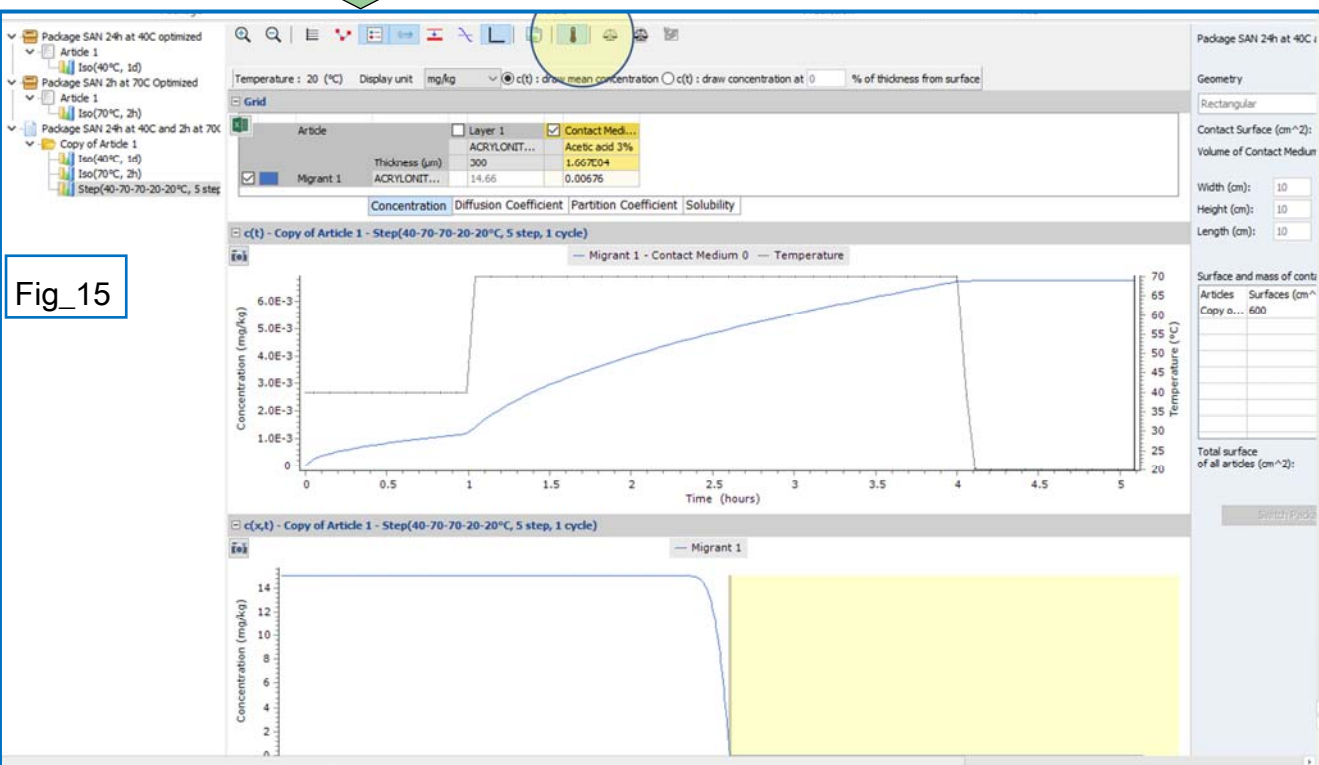 Package SAN 24h at 40C optimized
Article 1
Iso(40°C, 1d)
Package SAN 2h at 70C Optimized
Article 1
Iso(70°C, 2h)
Package SAN 24h at 40C and 2h at 70C
Copy of Article 1
Iso(40°C, 1d)
Iso(70°C, 2h)
Step(40-70-70-20-20°C, 5 step
Fig_15
Temperature : 20 (°C) Display unit mg/kg c(t) : draw mean concentration c(t) : draw concentration at 0 % of thickness from surface
Grid
Article Layer 1 Contact Medi...
ACRYLONIT... Acetic acid 3%
Thickness (µm) 300 1.667E04
Migrant 1 ACRYLONIT... 14.66 0.00676
Concentration Diffusion Coefficient Partition Coefficient Solubility
c(t) - Copy of Article 1 - Step(40-70-70-20-20°C, 5 step, 1 cycle)
Migrant 1 - Contact Medium 0 Temperature
Concentration (mg/kg)
6.0E-3
5.0E-3
4.0E-3
3.0E-3
2.0E-3
1.0E-3
0
70
65
60
55
50
45
40
35
30
25
20
Temperature (°C)
0 0.5 1 1.5 2 2.5 3 3.5 4 4.5 5
Time (hours)
c(x,t) - Copy of Article 1 - Step(40-70-70-20-20°C, 5 step, 1 cycle)
Migrant 1
Concentration (mg/kg)
14
12
10
8
6
4
2
0
Package SAN 24h at 40C
Geometry
Rectangular
Contact Surface (cm^2):
Volume of Contact Medium
Width (cm): 10
Height (cm): 10
Length (cm): 10
Surface and mass of conta
Articles Surfaces (cm^
Copy o... 600
Total surface
of all articles (cm^2):
Switch Packa